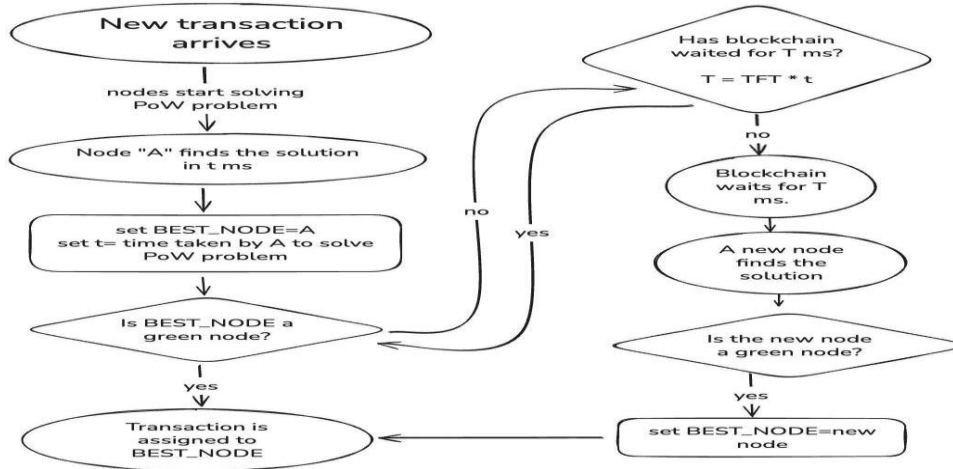 New transaction
arrives
nodes start solving
PoW problem
Node "A" finds the solution
in t ms
set BEST_NODE=A
set t= time taken by A to solve
PoW problem
Is BEST_NODE a
green node?
yes
Transaction is
assigned to
BEST_NODE
no
yes
Has blockchain
waited for T ms?
T = TFT * t
no
Blockchain
waits for T
ms.
A new node
finds the
solution
Is the new node
a green node?
yes
set BEST_NODE=new
node